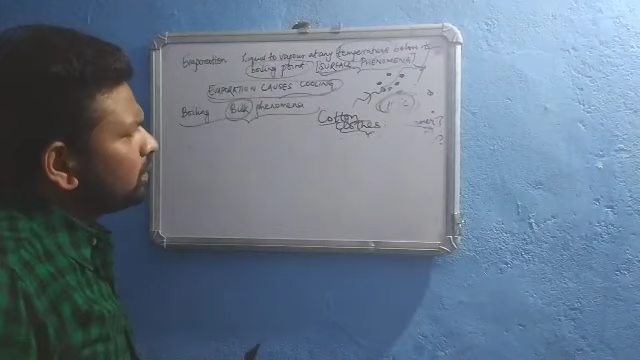 Evaporation Liquid to vapour at any temperature below its
boiling point (SURFACE PHENOMENA)
EVAPORATION CAUSES COOLING
Boiling Bulk phenomena
Cotton
Clothes
?
?